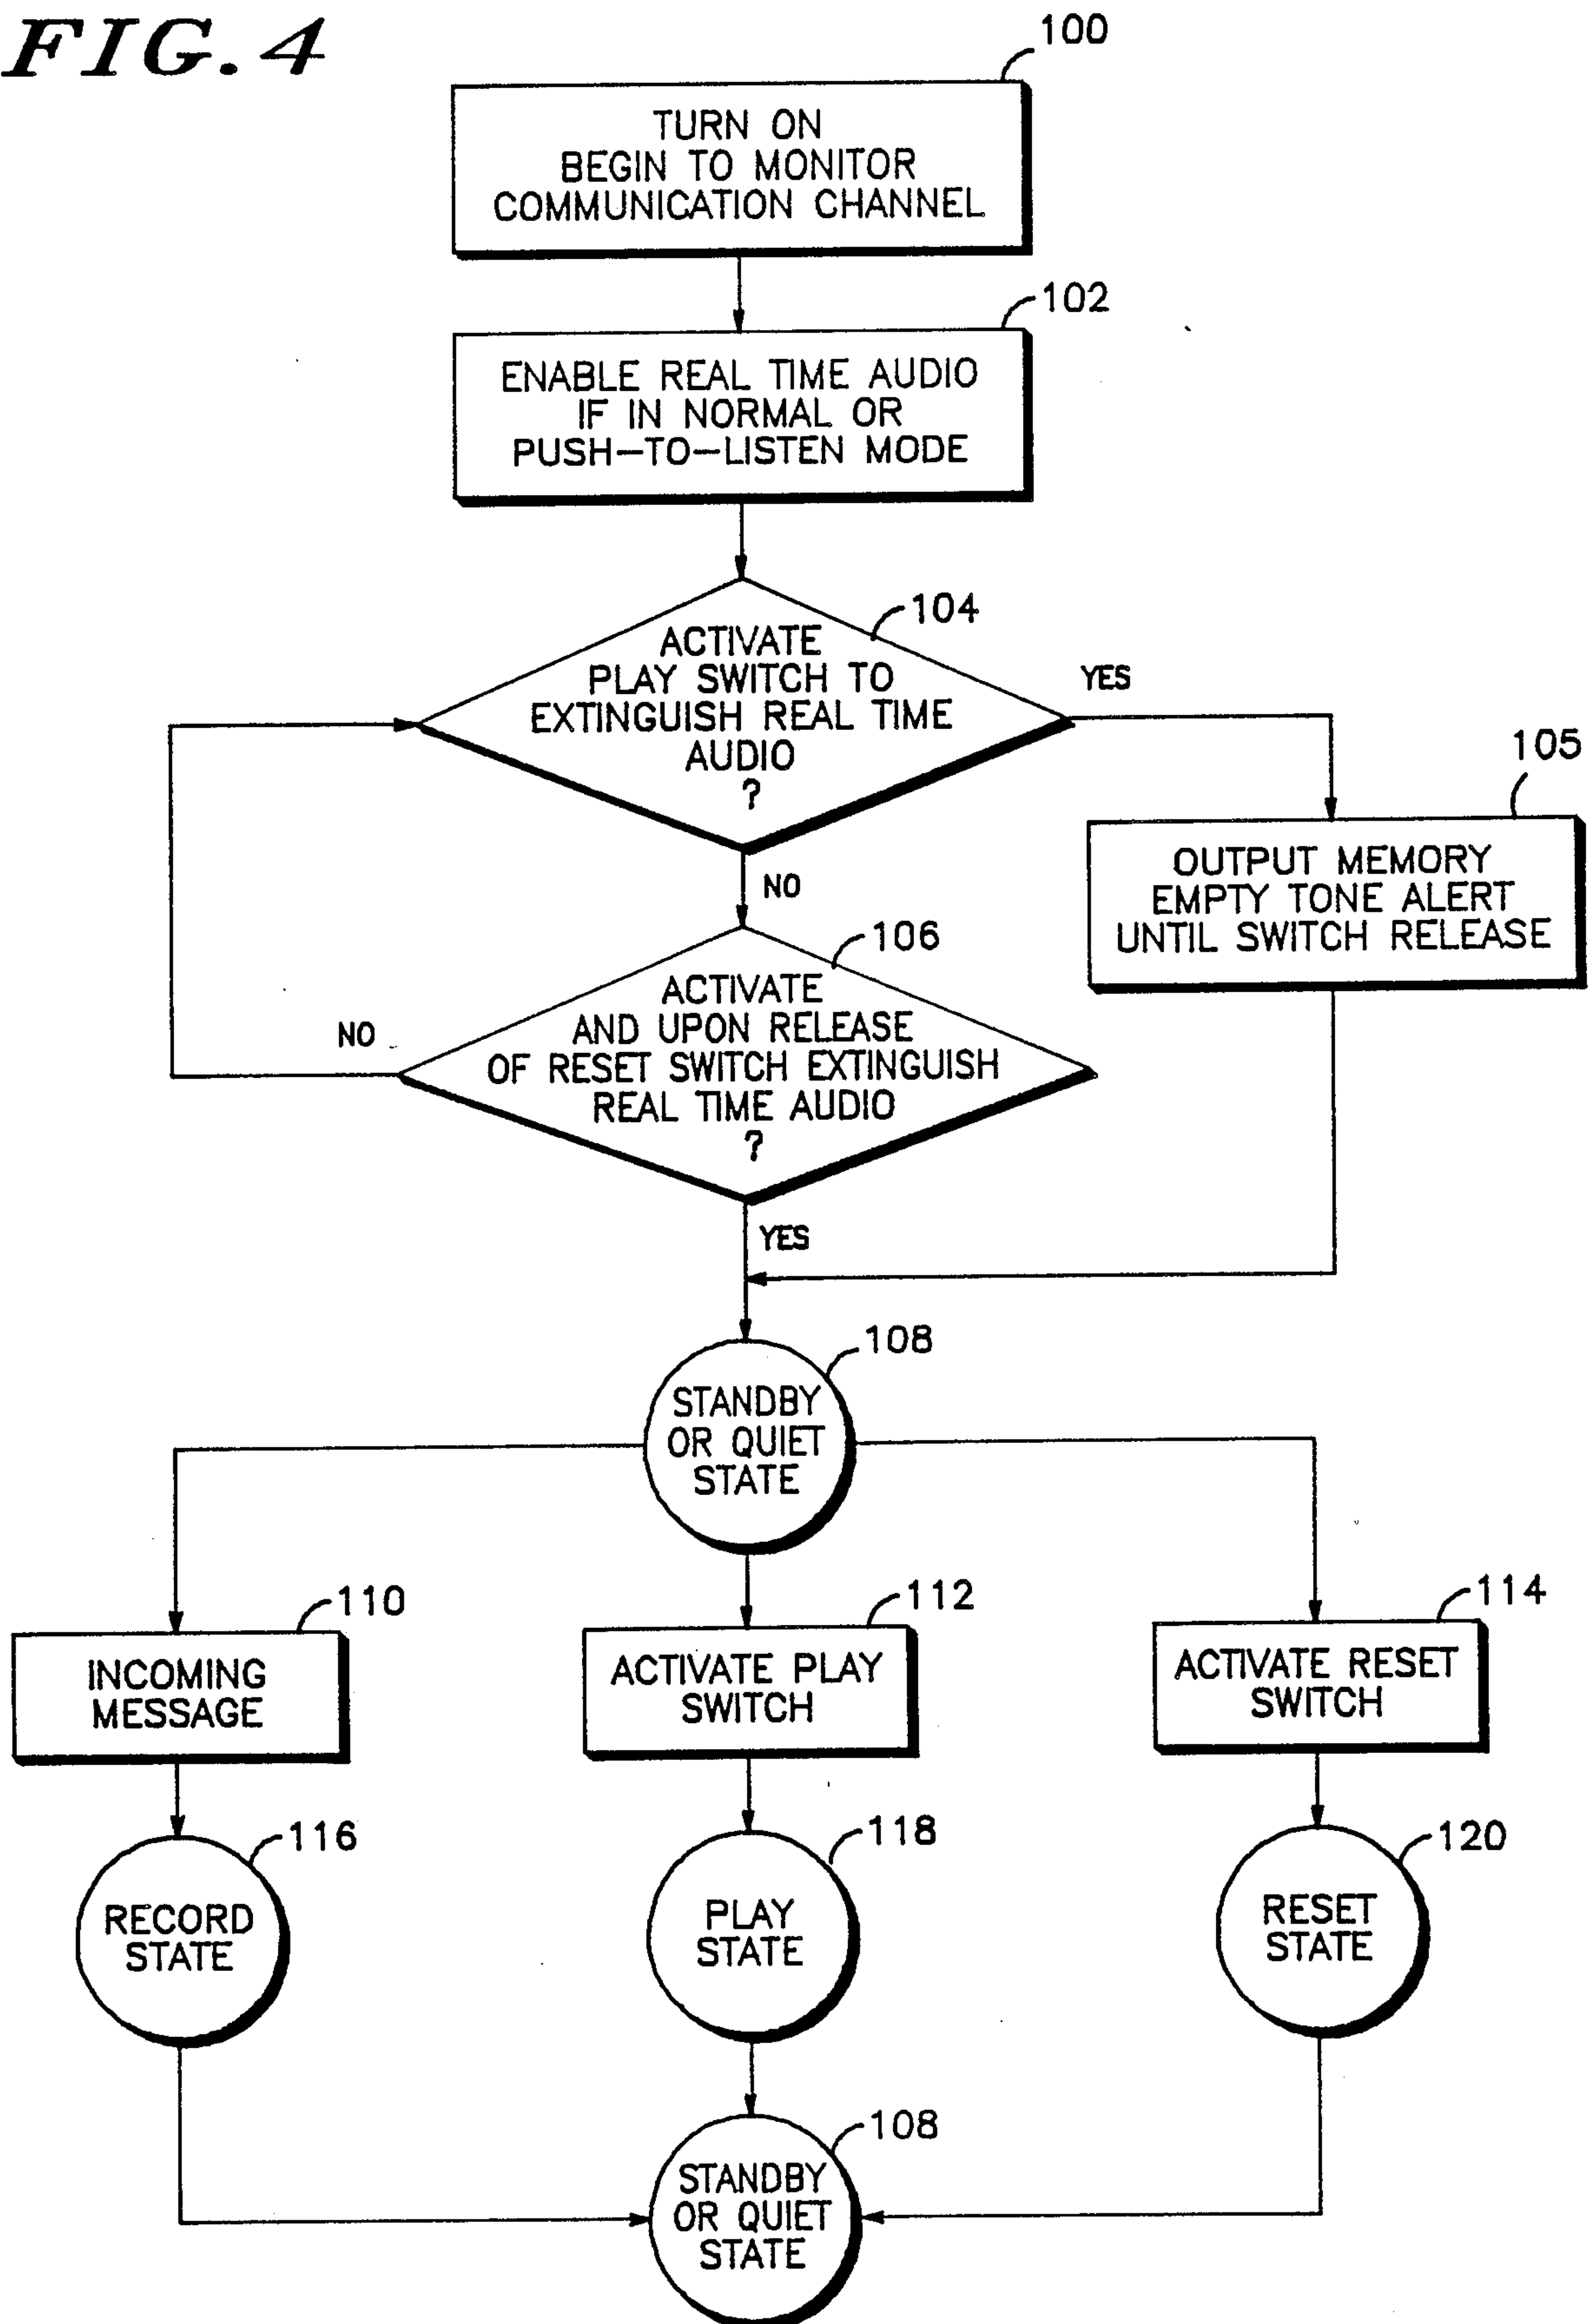 FIG. 4
100
TURN ON
BEGIN TO MONITOR
COMMUNICATION CHANNEL
102
ENABLE REAL TIME AUDIO
IF IN NORMAL OR
PUSH-TO-LISTEN MODE
104
ACTIVATE
PLAY SWITCH TO
EXTINGUISH REAL TIME
AUDIO
?
YES
105
OUTPUT MEMORY
EMPTY TONE ALERT
UNTIL SWITCH RELEASE
NO
106
ACTIVATE
AND UPON RELEASE
OF RESET SWITCH EXTINGUISH
REAL TIME AUDIO
?
NO
YES
108
STANDBY
OR QUIET
STATE
110
INCOMING
MESSAGE
112
ACTIVATE PLAY
SWITCH
114
ACTIVATE RESET
SWITCH
116
RECORD
STATE
118
PLAY
STATE
120
RESET
STATE
108
STANDBY
OR QUIET
STATE